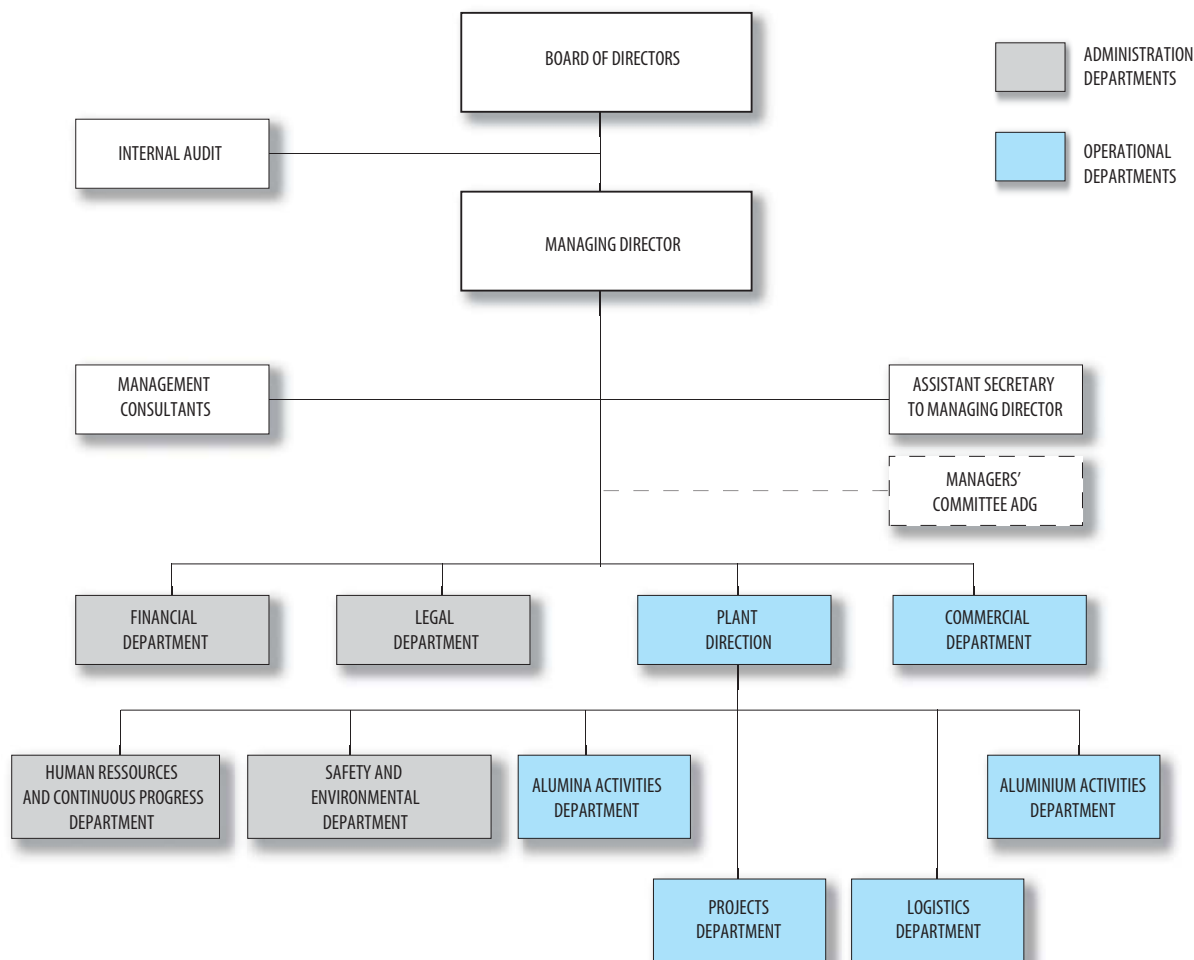 BOARD OF DIRECTORS
ADMINISTRATION
DEPARTMENTS
INTERNAL AUDIT
OPERATIONAL
DEPARTMENTS
MANAGING DIRECTOR
MANAGEMENT
CONSULTANTS
ASSISTANT SECRETARY
TO MANAGING DIRECTOR
MANAGERS’
COMMITTEE ADG
FINANCIAL
DEPARTMENT
LEGAL
DEPARTMENT
PLANT
DIRECTION
COMMERCIAL
DEPARTMENT
HUMAN RESSOURCES
AND CONTINUOUS PROGRESS
DEPARTMENT
SAFETY AND
ENVIRONMENTAL
DEPARTMENT
ALUMINA ACTIVITIES
DEPARTMENT
ALUMINIUM ACTIVITIES
DEPARTMENT
PROJECTS
DEPARTMENT
LOGISTICS
DEPARTMENT